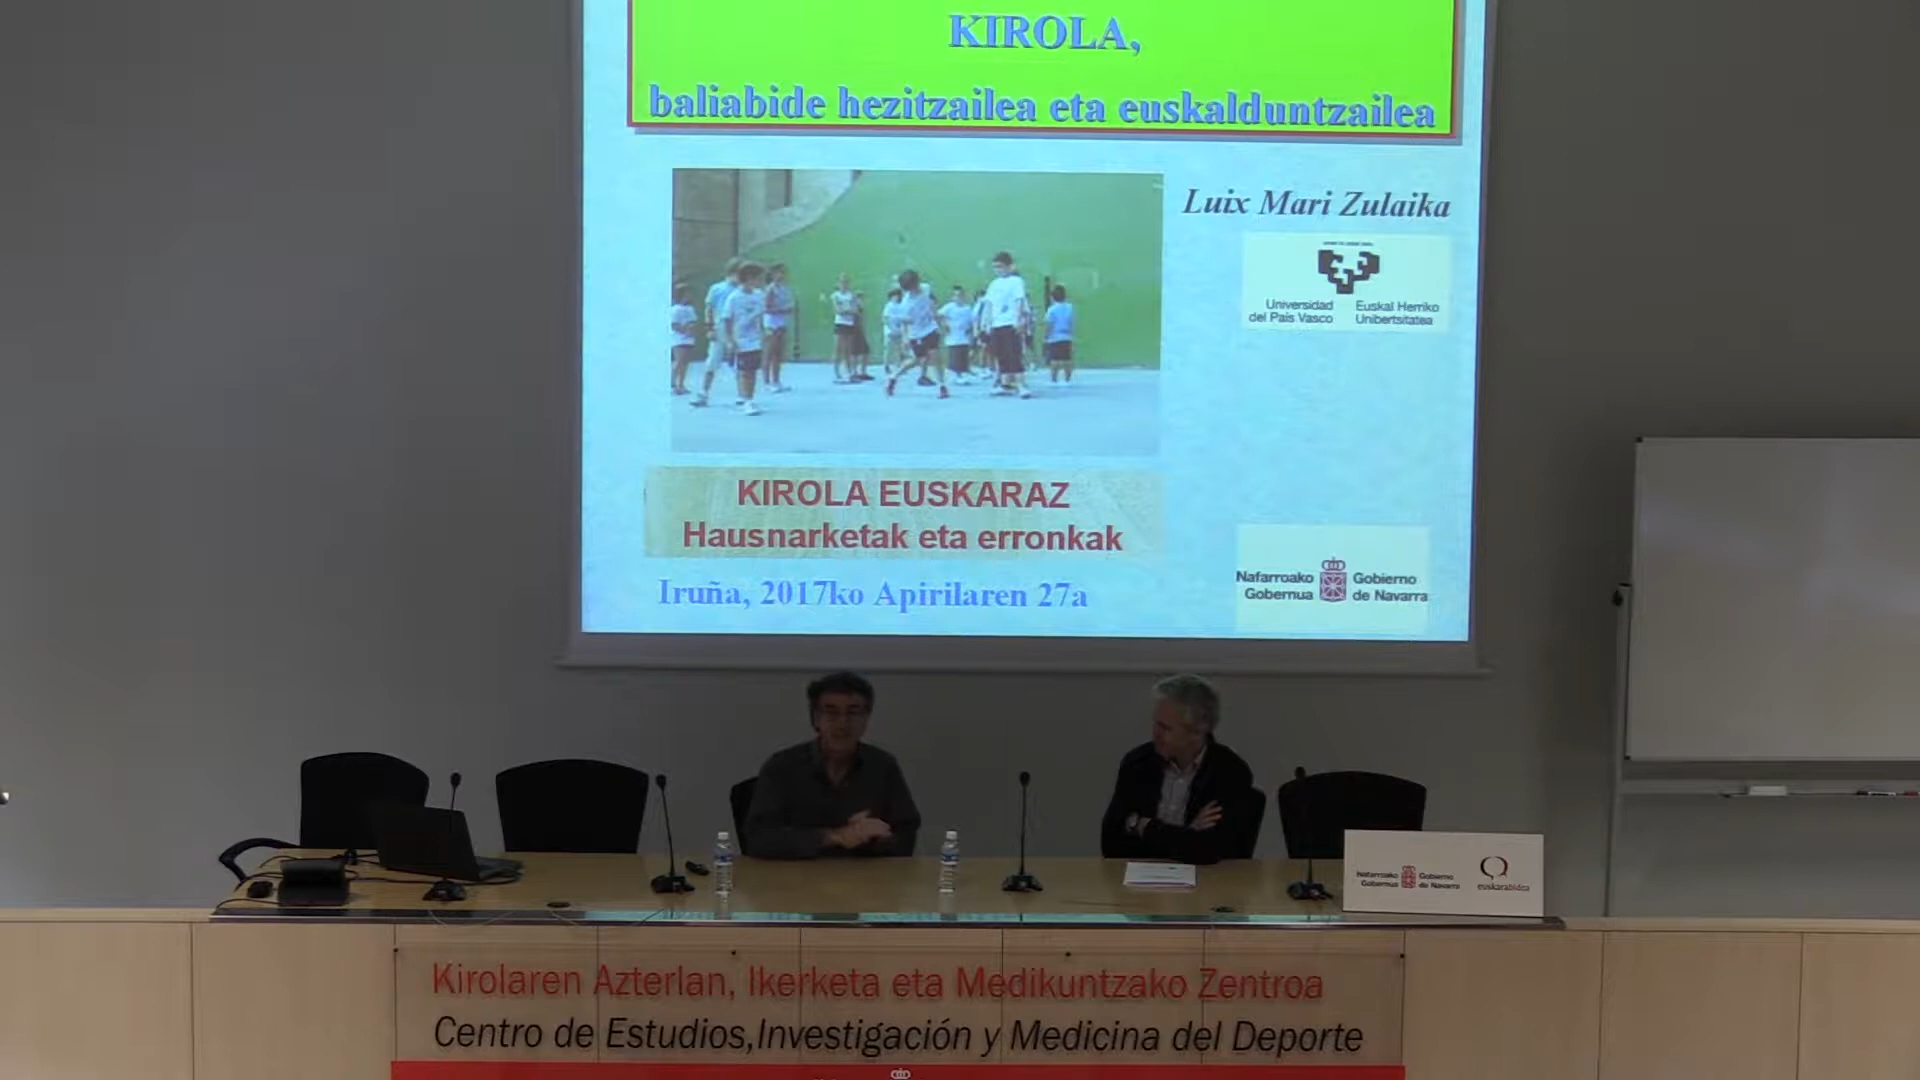 KIROLA,
baliabide hezitzailea eta euskalduntzailea
Luix Mari Zulaika
Universidad del País Vasco
Euskal Herriko Unibertsitatea
KIROLA EUSKARAZ
Hausnarketak eta erronkak
Iruña, 2017ko Apirilaren 27a
Nafarroako Gobernua
Gobierno de Navarra
Nafarroako Gobernua
Gobierno de Navarra
euskarabidea
Kirolaren Azterlan, Ikerketa eta Medikuntzako Zentroa
Centro de Estudios, Investigación y Medicina del Deporte